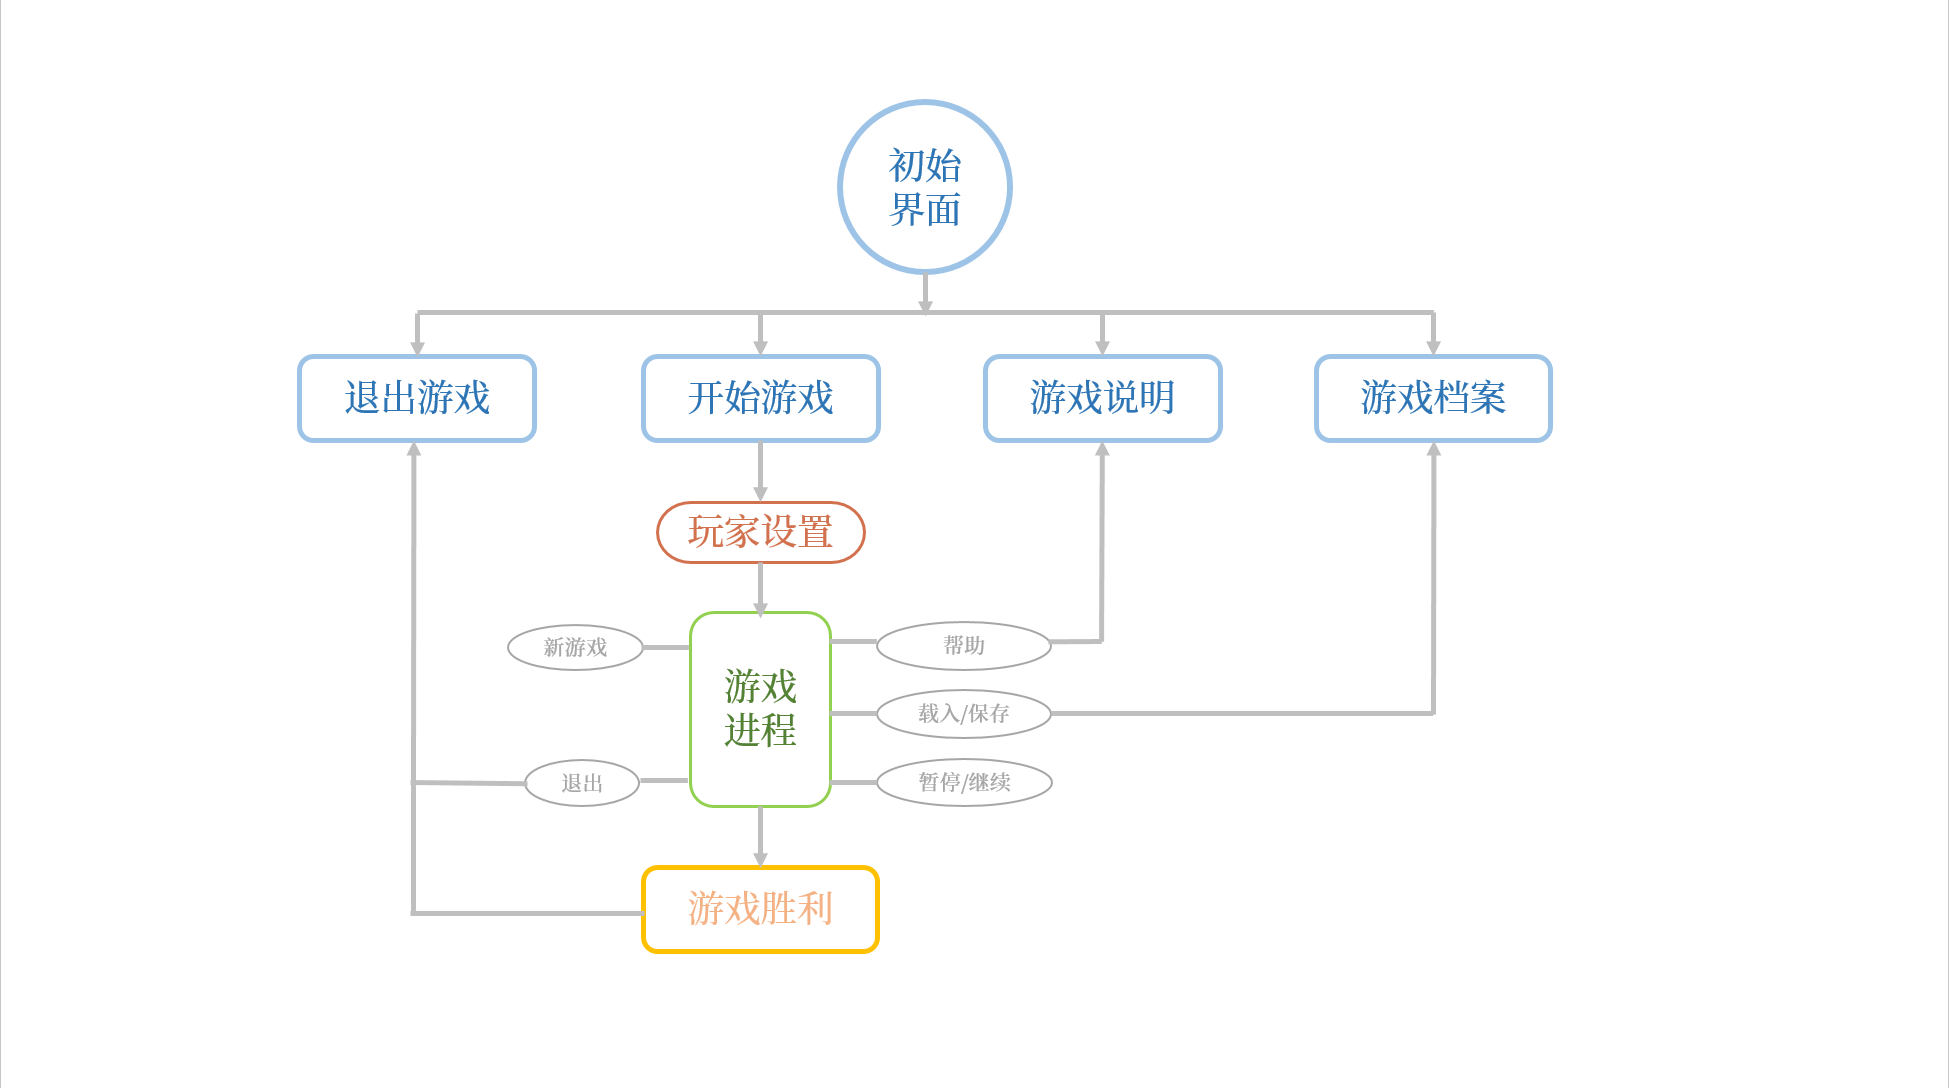 初始
界面
退出游戏
开始游戏
游戏说明
游戏档案
玩家设置
新游戏
帮助
游戏
进程
载入/保存
退出
暂停/继续
游戏胜利